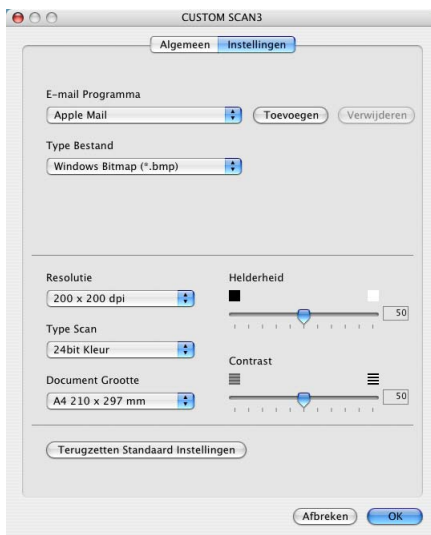 CUSTOM SCAN3
Algemeen Instellingen
E-mail Programma
Apple Mail Toevoegen Verwijderen
Type Bestand
Windows Bitmap (*.bmp)
Resolutie
200 x 200 dpi
Type Scan
24bit Kleur
Document Grootte
A4 210 x 297 mm
Helderheid
50
Contrast
50
Terugzetten Standaard Instellingen
Afbreken OK